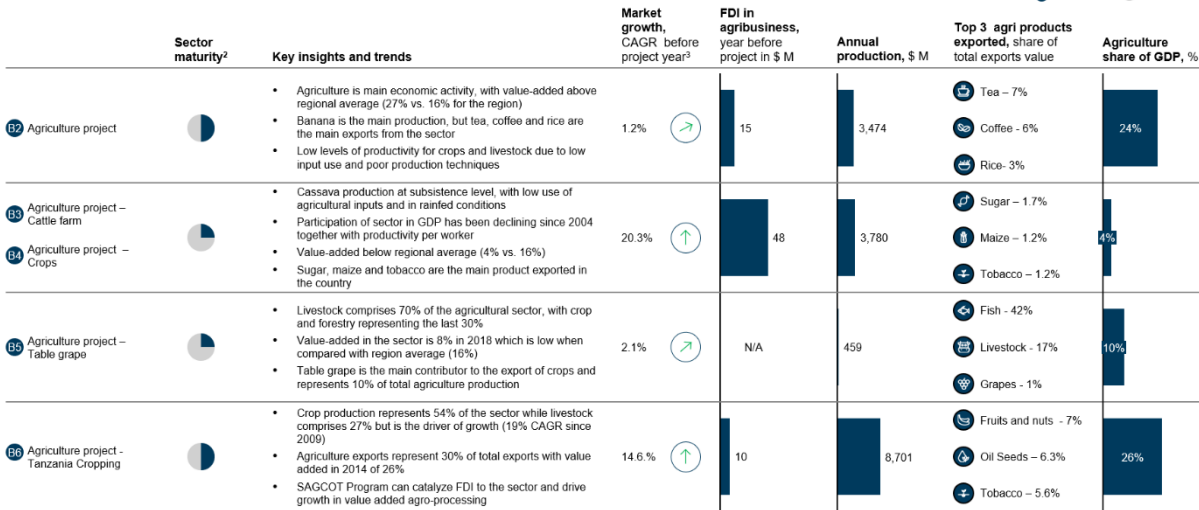 Sector
maturity2
Key insights and trends
Market
growth,
CAGR before
project year3
FDI in
agribusiness,
year before
project in $ M
Annual
production, $ M
Top 3 agri products
exported, share of
total exports value
Agriculture
share of GDP, %
B2 Agriculture project
• Agriculture is main economic activity, with value-added above
regional average (27% vs. 16% for the region)
• Banana is the main production, but tea, coffee and rice are
the main exports from the sector
• Low levels of productivity for crops and livestock due to low
input use and poor production techniques
1.2%
15
3,474
Tea – 7%
Coffee - 6%
Rice- 3%
24%
B3 Agriculture project –
Cattle farm
B4 Agriculture project –
Crops
• Cassava production at subsistence level, with low use of
agricultural inputs and in rainfed conditions
• Participation of sector in GDP has been declining since 2004
together with productivity per worker
• Value-added below regional average (4% vs. 16%)
• Sugar, maize and tobacco are the main product exported in
the country
20.3%
48
3,780
Sugar – 1.7%
Maize – 1.2%
Tobacco – 1.2%
4%
B5 Agriculture project –
Table grape
• Livestock comprises 70% of the agricultural sector, with crop
and forestry representing the last 30%
• Value-added in the sector is 8% in 2018 which is low when
compared with region average (16%)
• Table grape is the main contributor to the export of crops and
represents 10% of total agriculture production
2.1%
N/A
459
Fish – 42%
Livestock - 17%
Grapes - 1%
10%
B6 Agriculture project -
Tanzania Cropping
• Crop production represents 54% of the sector while livestock
comprises 27% but is the driver of growth (19% CAGR since
2009)
• Agriculture exports represent 30% of total exports with value
added in 2014 of 26%
• SAGCOT Program can catalyze FDI to the sector and drive
growth in value added agro-processing
14.6.%
10
8,701
Fruits and nuts - 7%
Oil Seeds – 6.3%
Tobacco – 5.6%
26%